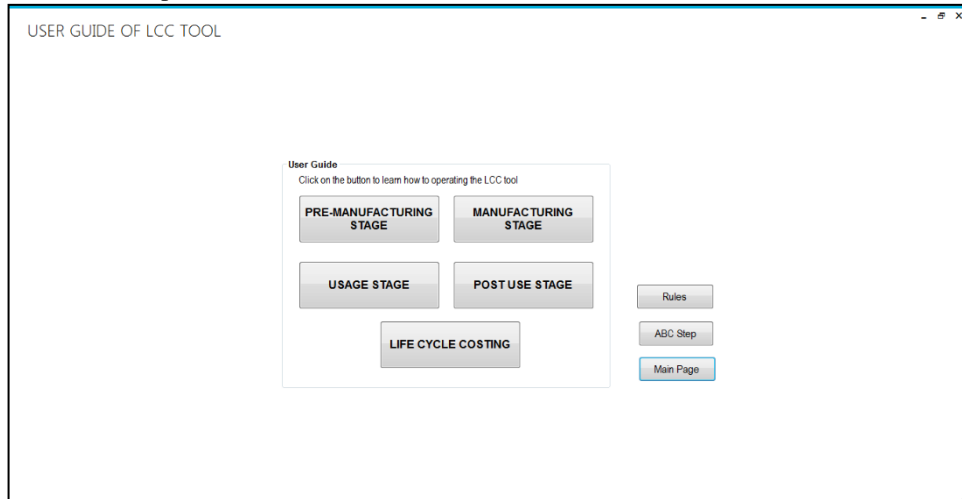 USER GUIDE OF LCC TOOL
User Guide
Click on the button to learn how to operating the LCC tool
PRE-MANUFACTURING
STAGE
MANUFACTURING
STAGE
USAGE STAGE
POST USE STAGE
LIFE CYCLE COSTING
Rules
ABC Step
Main Page